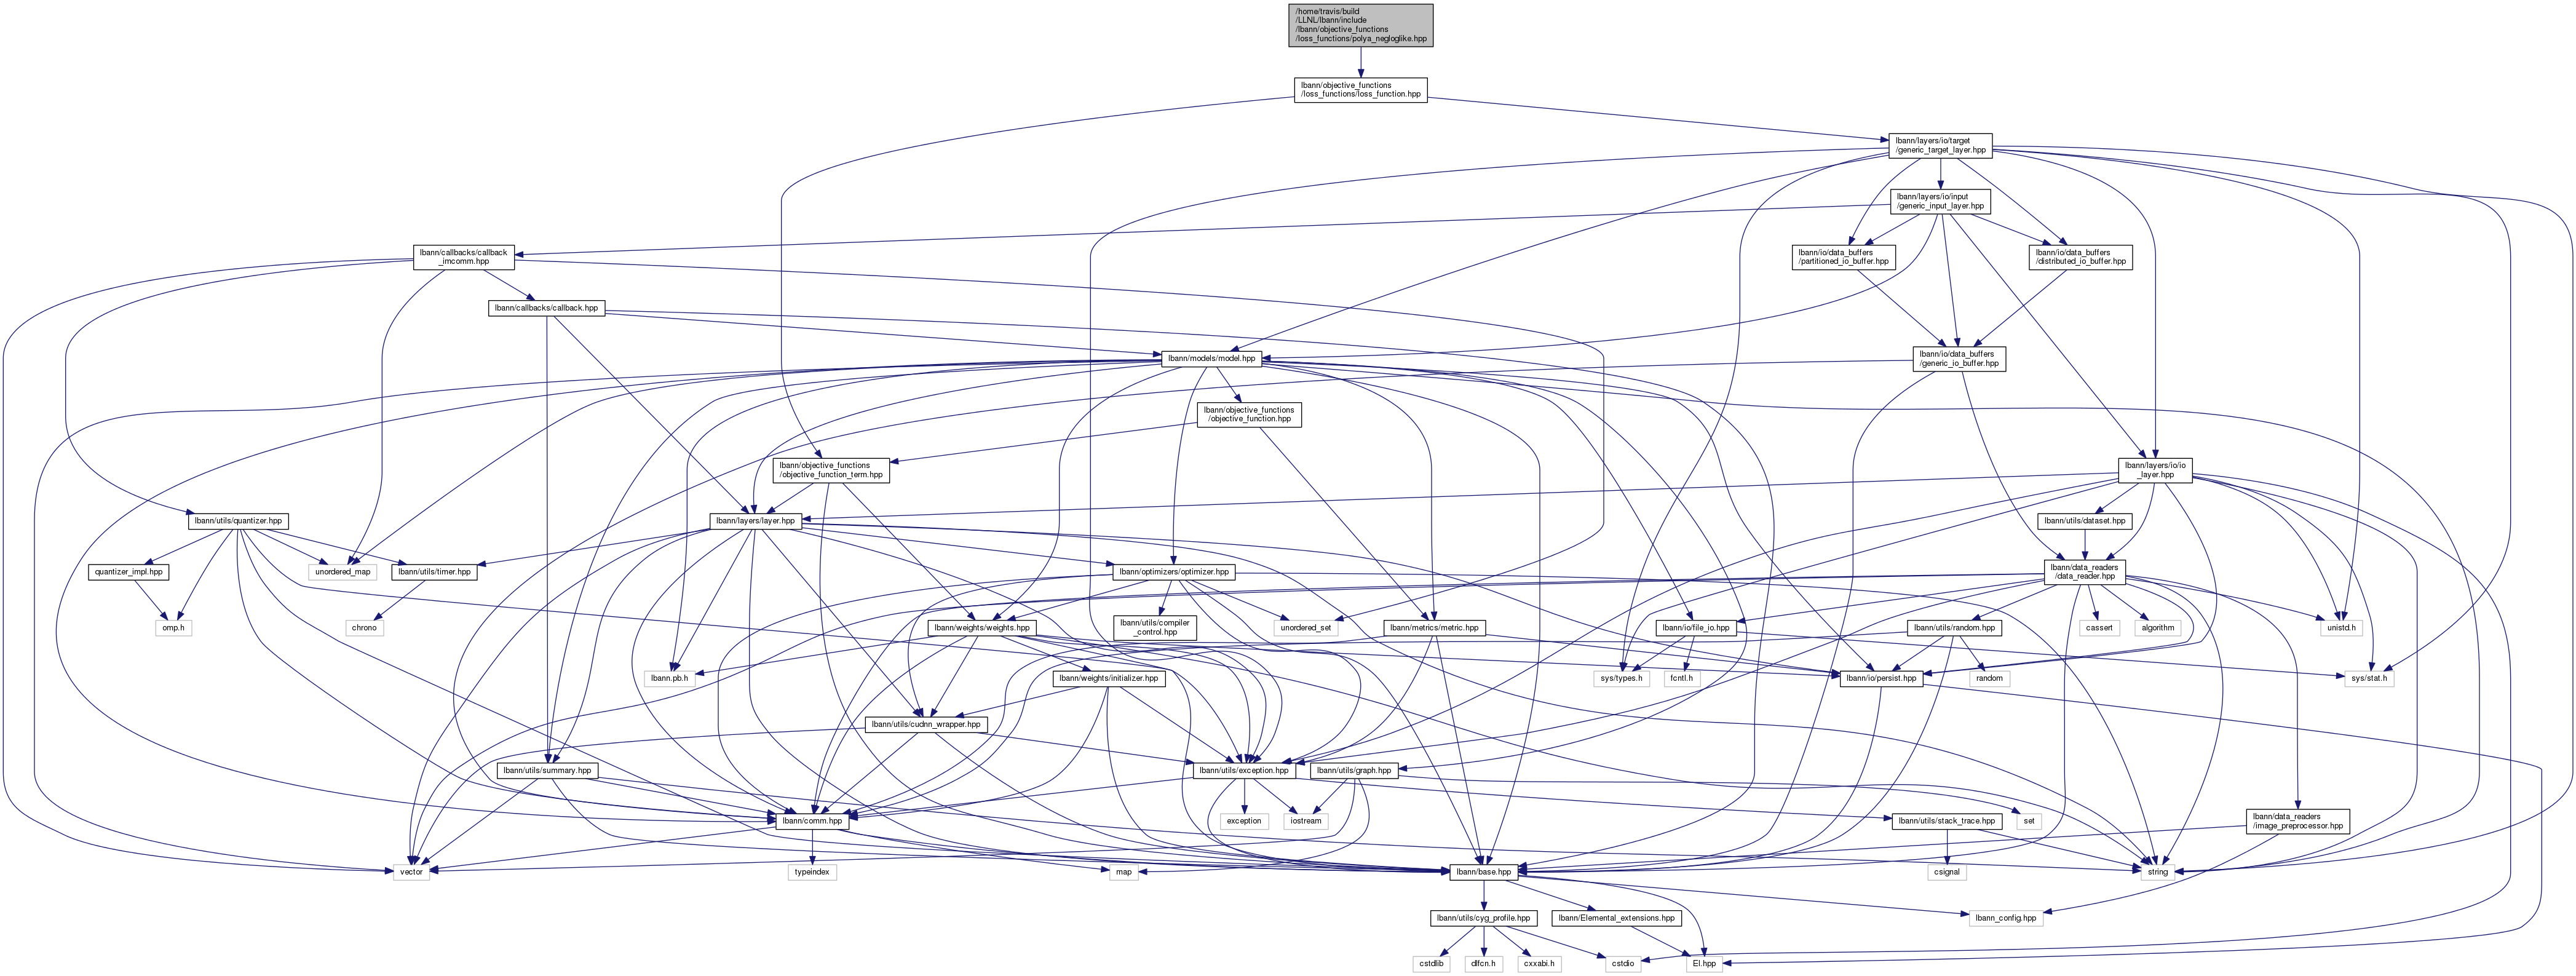 /home/travis/build
/LLNL/lbann/include
/lbann/objective_functions
/loss_functions/polya_negloglike.hpp
lbann/objective_functions
/loss_functions/loss_function.hpp
lbann/layers/io/target
/generic_target_layer.hpp
lbann/layers/io/input
/generic_input_layer.hpp
lbann/callbacks/callback
_imcomm.hpp
lbann/io/data_buffers
/partitioned_io_buffer.hpp
lbann/io/data_buffers
/distributed_io_buffer.hpp
lbann/callbacks/callback.hpp
lbann/models/model.hpp
lbann/io/data_buffers
/generic_io_buffer.hpp
lbann/objective_functions
/objective_function.hpp
lbann/objective_functions
/objective_function_term.hpp
lbann/layers/io/io
_layer.hpp
lbann/utils/quantizer.hpp
lbann/layers/layer.hpp
lbann/utils/dataset.hpp
quantizer_impl.hpp
unordered_map
lbann/utils/timer.hpp
lbann/optimizers/optimizer.hpp
lbann/data_readers
/data_reader.hpp
omp.h
chrono
lbann/weights/weights.hpp
lbann/utils/compiler
_control.hpp
unordered_set
lbann/metrics/metric.hpp
lbann/io/file_io.hpp
lbann/utils/random.hpp
cassert
algorithm
unistd.h
lbann.pb.h
lbann/weights/initializer.hpp
sys/types.h
fcntl.h
lbann/io/persist.hpp
random
sys/stat.h
lbann/utils/cudnn_wrapper.hpp
lbann/utils/summary.hpp
lbann/utils/exception.hpp
lbann/utils/graph.hpp
lbann/comm.hpp
exception
iostream
lbann/utils/stack_trace.hpp
set
lbann/data_readers
/image_preprocessor.hpp
vector
typeindex
map
lbann/base.hpp
csignal
string
lbann/utils/cyg_profile.hpp
lbann/Elemental_extensions.hpp
lbann_config.hpp
cstdlib
dlfcn.h
cxxabi.h
cstdio
El.hpp